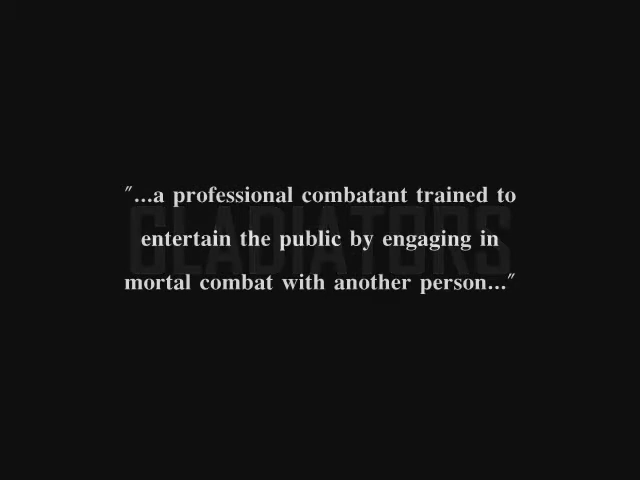 "...a professional combatant trained to
GLADIATORS
entertain the public by engaging in
mortal combat with another person..."